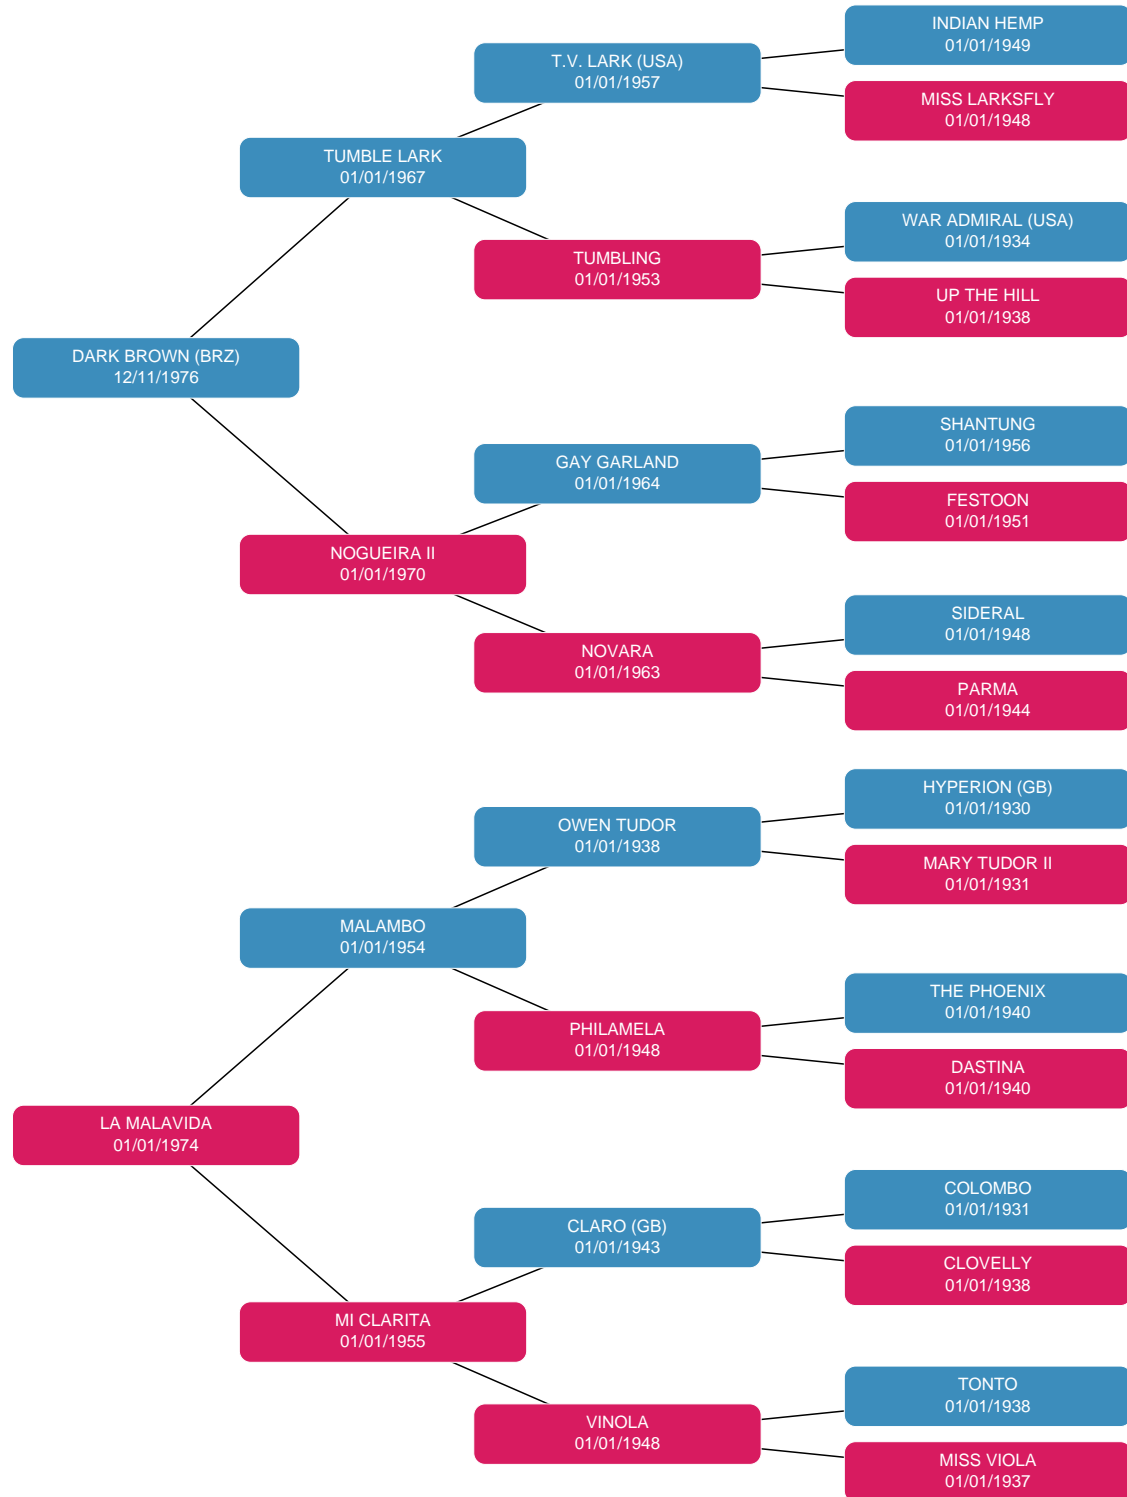 INDIAN HEMP
01/01/1949
T.V. LARK (USA)
01/01/1957
MISS LARKSFLY
01/01/1948
TUMBLE LARK
01/01/1967
WAR ADMIRAL (USA)
01/01/1934
TUMBLING
01/01/1953
UP THE HILL
01/01/1938
DARK BROWN (BRZ)
12/11/1976
SHANTUNG
01/01/1956
GAY GARLAND
01/01/1964
FESTOON
01/01/1951
NOGUEIRA II
01/01/1970
SIDERAL
01/01/1948
NOVARA
01/01/1963
PARMA
01/01/1944
HYPERION (GB)
01/01/1930
OWEN TUDOR
01/01/1938
MARY TUDOR II
01/01/1931
MALAMBO
01/01/1954
THE PHOENIX
01/01/1940
PHILAMELA
01/01/1948
DASTINA
01/01/1940
LA MALAVIDA
01/01/1974
COLOMBO
01/01/1931
CLARO (GB)
01/01/1943
CLOVELLY
01/01/1938
MI CLARITA
01/01/1955
TONTO
01/01/1938
VINOLA
01/01/1948
MISS VIOLA
01/01/1937